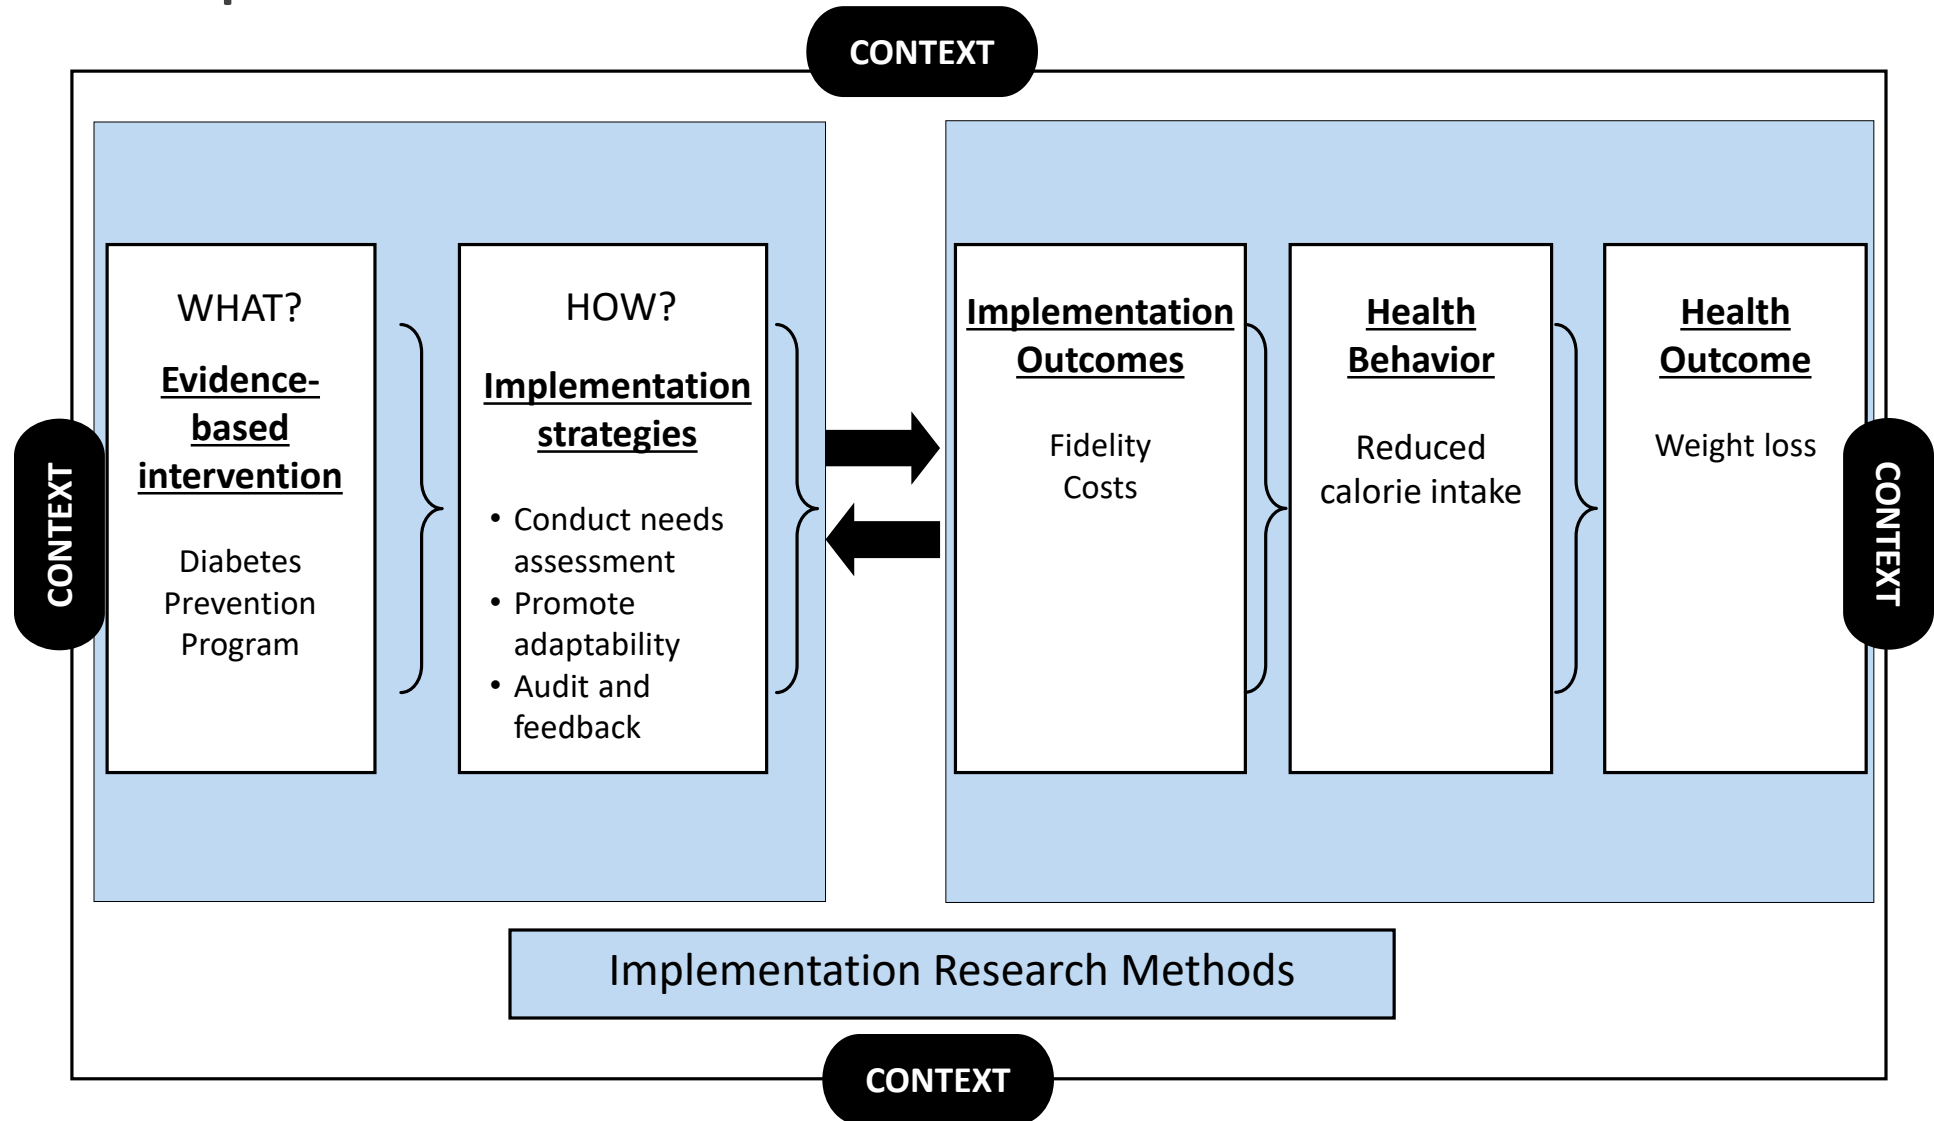 CONTEXT
WHAT?
Evidence-
based
intervention
Diabetes
Prevention
Program
HOW?
Implementation
strategies
• Conduct needs
assessment
• Promote
adaptability
• Audit and
feedback
Implementation
Outcomes
Fidelity
Costs
Health
Behavior
Reduced
calorie intake
Health
Outcome
Weight loss
CONTEXT
CONTEXT
Implementation Research Methods
CONTEXT